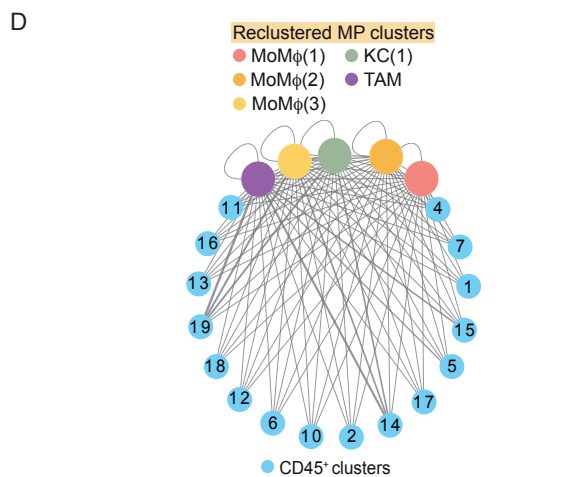 D
Reclustered MP clusters
MoMϕ(1) KC(1)
MoMϕ(2) TAM
MoMϕ(3)
11 4
16 7
13 1
19 15
18 5
12 17
6 14
10 2
CD45⁺ clusters